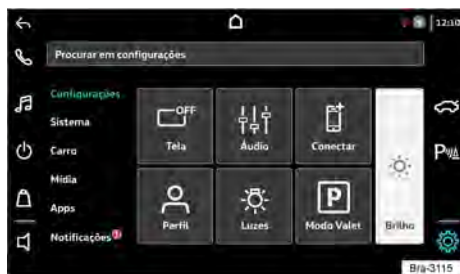 12:10
Procurar em configurações
Configurações
Sistema
Carro
Mídia
Apps
Notificações
OFF
Tela
Áudio
Conectar
Perfil
Luzes
P
Modo Valet
Brilho
P
Bra-3115